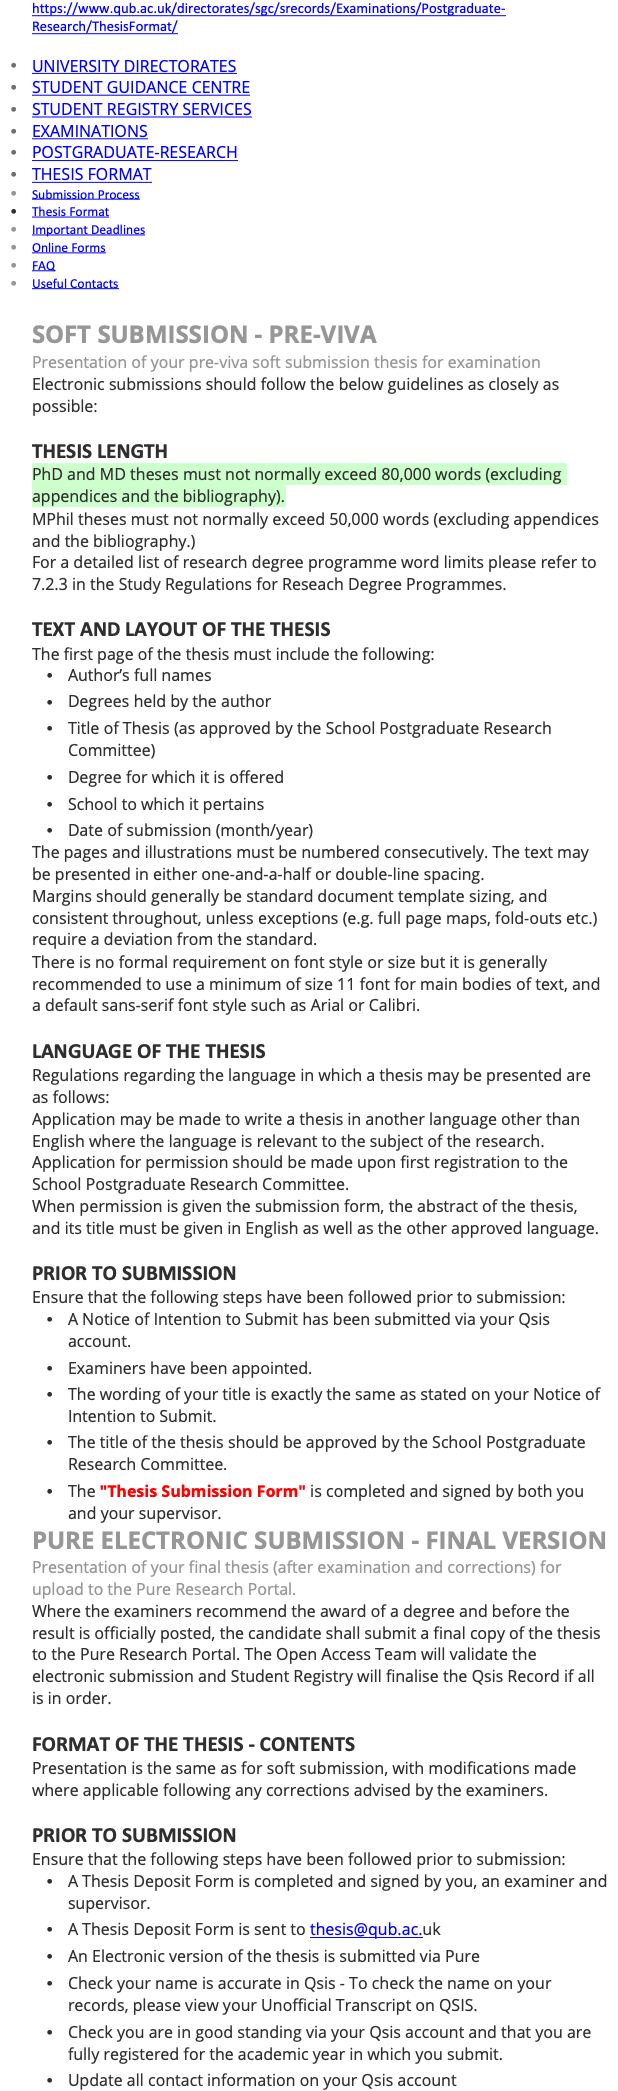 https://www.qub.ac.uk/directorates/sgc/srecords/Examinations/Postgraduate-
Research/ThesisFormat/
• UNIVERSITY DIRECTORATES
• STUDENT GUIDANCE CENTRE
• STUDENT REGISTRY SERVICES
• EXAMINATIONS
• POSTGRADUATE-RESEARCH
• THESIS FORMAT
• Submission Process
• Thesis Format
• Important Deadlines
• Online Forms
• FAQ
• Useful Contacts
SOFT SUBMISSION - PRE-VIVA
Presentation of your pre-viva soft submission thesis for examination
Electronic submissions should follow the below guidelines as closely as
possible:
THESIS LENGTH
PhD and MD theses must not normally exceed 80,000 words (excluding
appendices and the bibliography).
MPhil theses must not normally exceed 50,000 words (excluding appendices
and the bibliography.)
For a detailed list of research degree programme word limits please refer to
7.2.3 in the Study Regulations for Reseach Degree Programmes.
TEXT AND LAYOUT OF THE THESIS
The first page of the thesis must include the following:
• Author’s full names
• Degrees held by the author
• Title of Thesis (as approved by the School Postgraduate Research
Committee)
• Degree for which it is offered
• School to which it pertains
• Date of submission (month/year)
The pages and illustrations must be numbered consecutively. The text may
be presented in either one-and-a-half or double-line spacing.
Margins should generally be standard document template sizing, and
consistent throughout, unless exceptions (e.g. full page maps, fold-outs etc.)
require a deviation from the standard.
There is no formal requirement on font style or size but it is generally
recommended to use a minimum of size 11 font for main bodies of text, and
a default sans-serif font style such as Arial or Calibri.
LANGUAGE OF THE THESIS
Regulations regarding the language in which a thesis may be presented are
as follows:
Application may be made to write a thesis in another language other than
English where the language is relevant to the subject of the research.
Application for permission should be made upon first registration to the
School Postgraduate Research Committee.
When permission is given the submission form, the abstract of the thesis,
and its title must be given in English as well as the other approved language.
PRIOR TO SUBMISSION
Ensure that the following steps have been followed prior to submission:
• A Notice of Intention to Submit has been submitted via your Qsis
account.
• Examiners have been appointed.
• The wording of your title is exactly the same as stated on your Notice of
Intention to Submit.
• The title of the thesis should be approved by the School Postgraduate
Research Committee.
• The "Thesis Submission Form" is completed and signed by both you
and your supervisor.
PURE ELECTRONIC SUBMISSION - FINAL VERSION
Presentation of your final thesis (after examination and corrections) for
upload to the Pure Research Portal.
Where the examiners recommend the award of a degree and before the
result is officially posted, the candidate shall submit a final copy of the thesis
to the Pure Research Portal. The Open Access Team will validate the
electronic submission and Student Registry will finalise the Qsis Record if all
is in order.
FORMAT OF THE THESIS - CONTENTS
Presentation is the same as for soft submission, with modifications made
where applicable following any corrections advised by the examiners.
PRIOR TO SUBMISSION
Ensure that the following steps have been followed prior to submission:
• A Thesis Deposit Form is completed and signed by you, an examiner and
supervisor.
• A Thesis Deposit Form is sent to thesis@qub.ac.uk
• An Electronic version of the thesis is submitted via Pure
• Check your name is accurate in Qsis - To check the name on your
records, please view your Unofficial Transcript on QSIS.
• Check you are in good standing via your Qsis account and that you are
fully registered for the academic year in which you submit.
• Update all contact information on your Qsis account